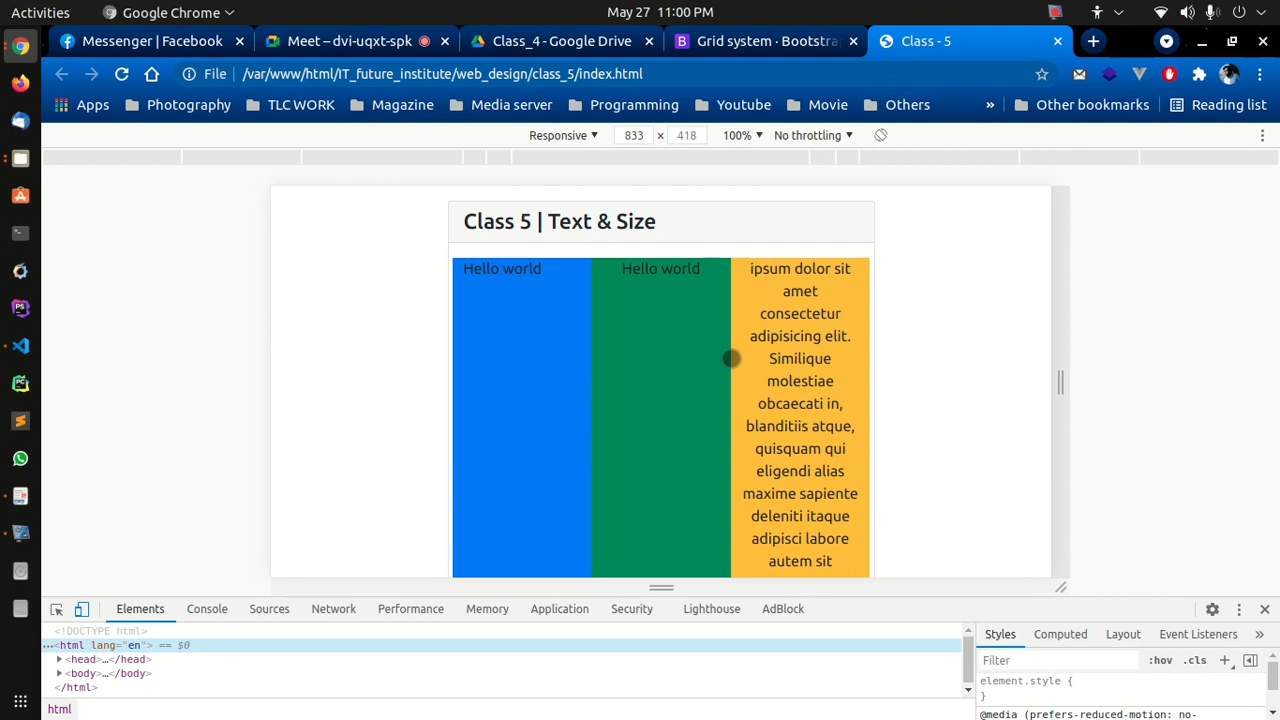 Activities Google Chrome May 27 11:00 PM
Messenger | Facebook Meet – dvi-uqxt-spk Class_4 - Google Drive Grid system · Bootstra Class - 5
File /var/www/html/IT_future_institute/web_design/class_5/index.html
Apps Photography TLC WORK Magazine Media server Programming Youtube Movie Others » Other bookmarks Reading list
Responsive 833 × 418 100% No throttling
Class 5 | Text & Size
Hello world Hello world ipsum dolor sit
amet
consectetur
adipisicing elit.
Similique
molestiae
obcaecati in,
blanditiis atque,
quisquam qui
eligendi alias
maxime sapiente
deleniti itaque
adipisci labore
autem sit
Elements Console Sources Network Performance Memory Application Security Lighthouse AdBlock
<!DOCTYPE html>
…<html lang="en"> == $0
<head>…</head>
<body>…</body>
</html>
html
Styles Computed Layout Event Listeners »
Filter :hov .cls +
element.style {
}
@media (prefers-reduced-motion: no-